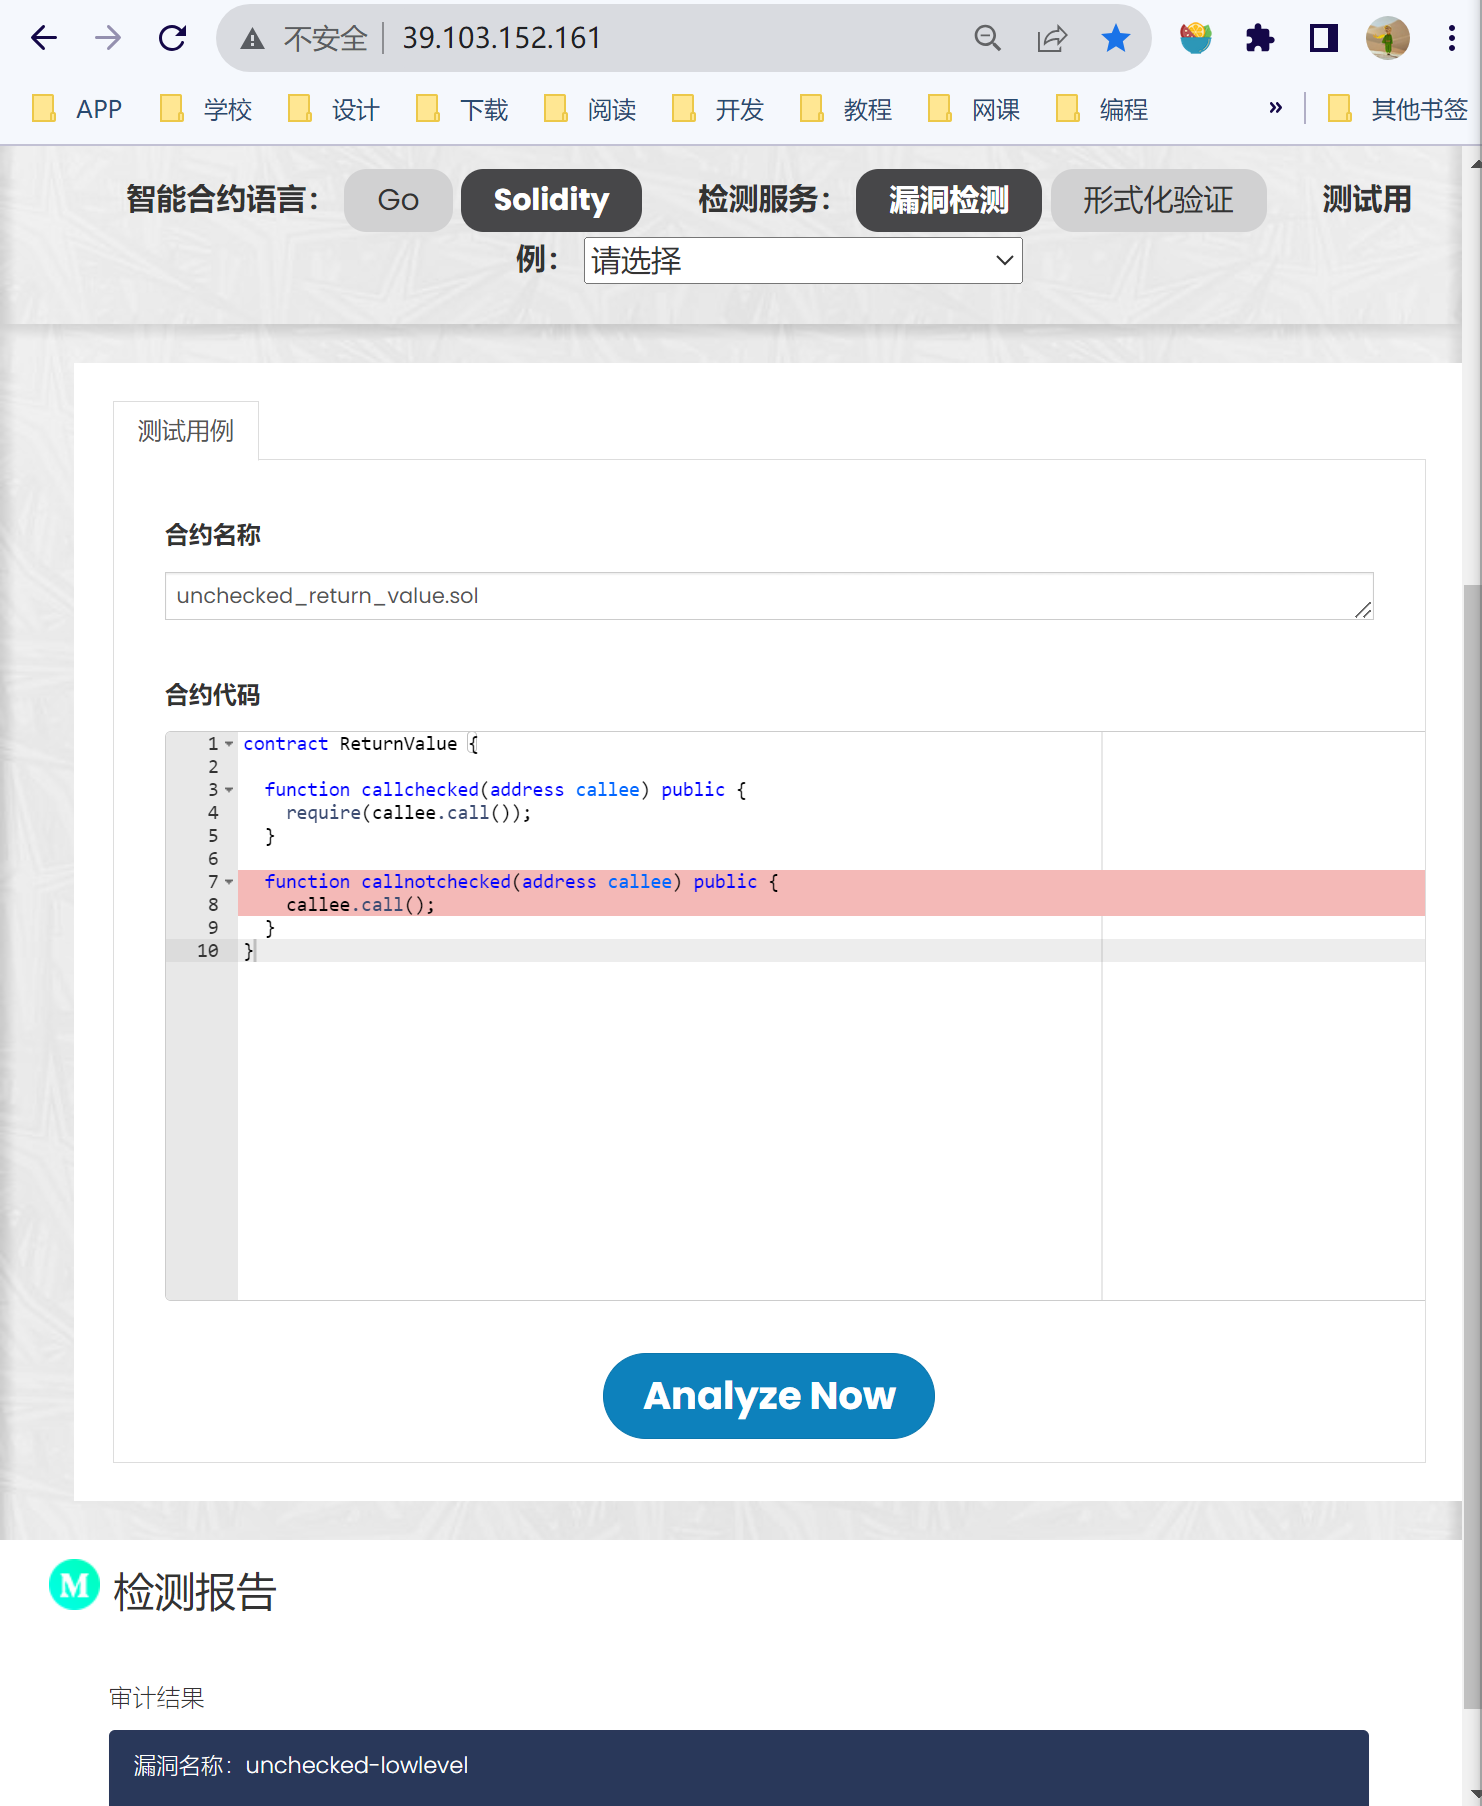 不安全 39.103.152.161
APP 学校 设计 下载 阅读 开发 教程 网课 编程 » 其他书签
智能合约语言： Go Solidity 检测服务： 漏洞检测 形式化验证 测试用
例： 请选择
测试用例
合约名称
unchecked_return_value.sol
合约代码
1 contract ReturnValue {
2
3 function callchecked(address callee) public {
4 require(callee.call());
5 }
6
7 function callnotchecked(address callee) public {
8 callee.call();
9 }
10 }
Analyze Now
M 检测报告
审计结果
漏洞名称：unchecked-lowlevel